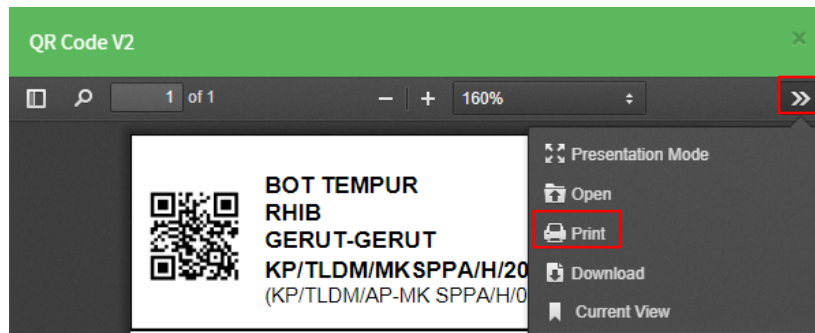 QR Code V2
×
1 of 1
160%
Presentation Mode
Open
Print
Download
Current View
BOT TEMPUR
RHIB
GERUT-GERUT
KP/TLDM/MKSPPA/H/20
(KP/TLDM/AP-MK SPPA/H/0